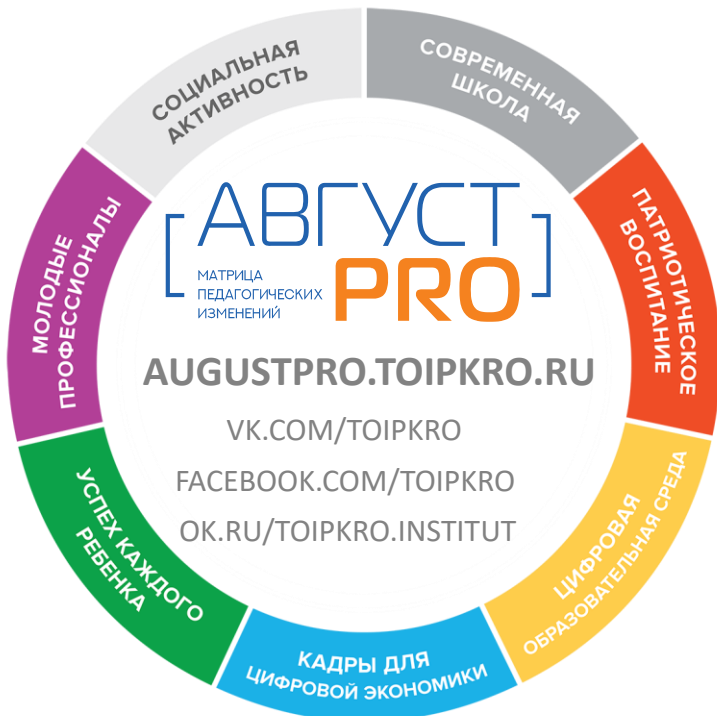 СОЦИАЛЬНАЯ
АКТИВНОСТЬ
СОВРЕМЕННАЯ
ШКОЛА
ПАТРИОТИЧЕСКОЕ
ВОСПИТАНИЕ
ЦИФРОВАЯ
ОБРАЗОВАТЕЛЬНАЯ СРЕДА
КАДРЫ ДЛЯ
ЦИФРОВОЙ ЭКОНОМИКИ
УСПЕХ КАЖДОГО
РЕБЕНКА
МОЛОДЫЕ
ПРОФЕССИОНАЛЫ
[АВГУСТ
PRO]
МАТРИЦА
ПЕДАГОГИЧЕСКИХ
ИЗМЕНЕНИЙ
AUGUSTPRO.TOIPKRO.RU
VK.COM/TOIPKRO
FACEBOOK.COM/TOIPKRO
OK.RU/TOIPKRO.INSTITUT